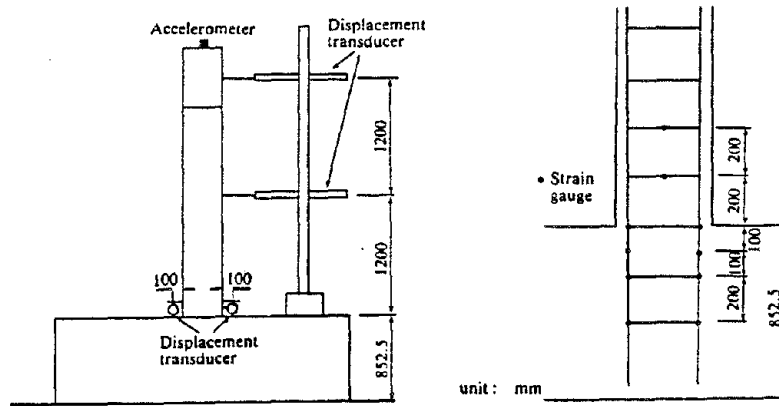 Accelerometer
Displacement
transducer
1200
1200
100
100
Displacement
transducer
852.5
200
200
• Strain
gauge
100
100
200
852.5
unit : mm